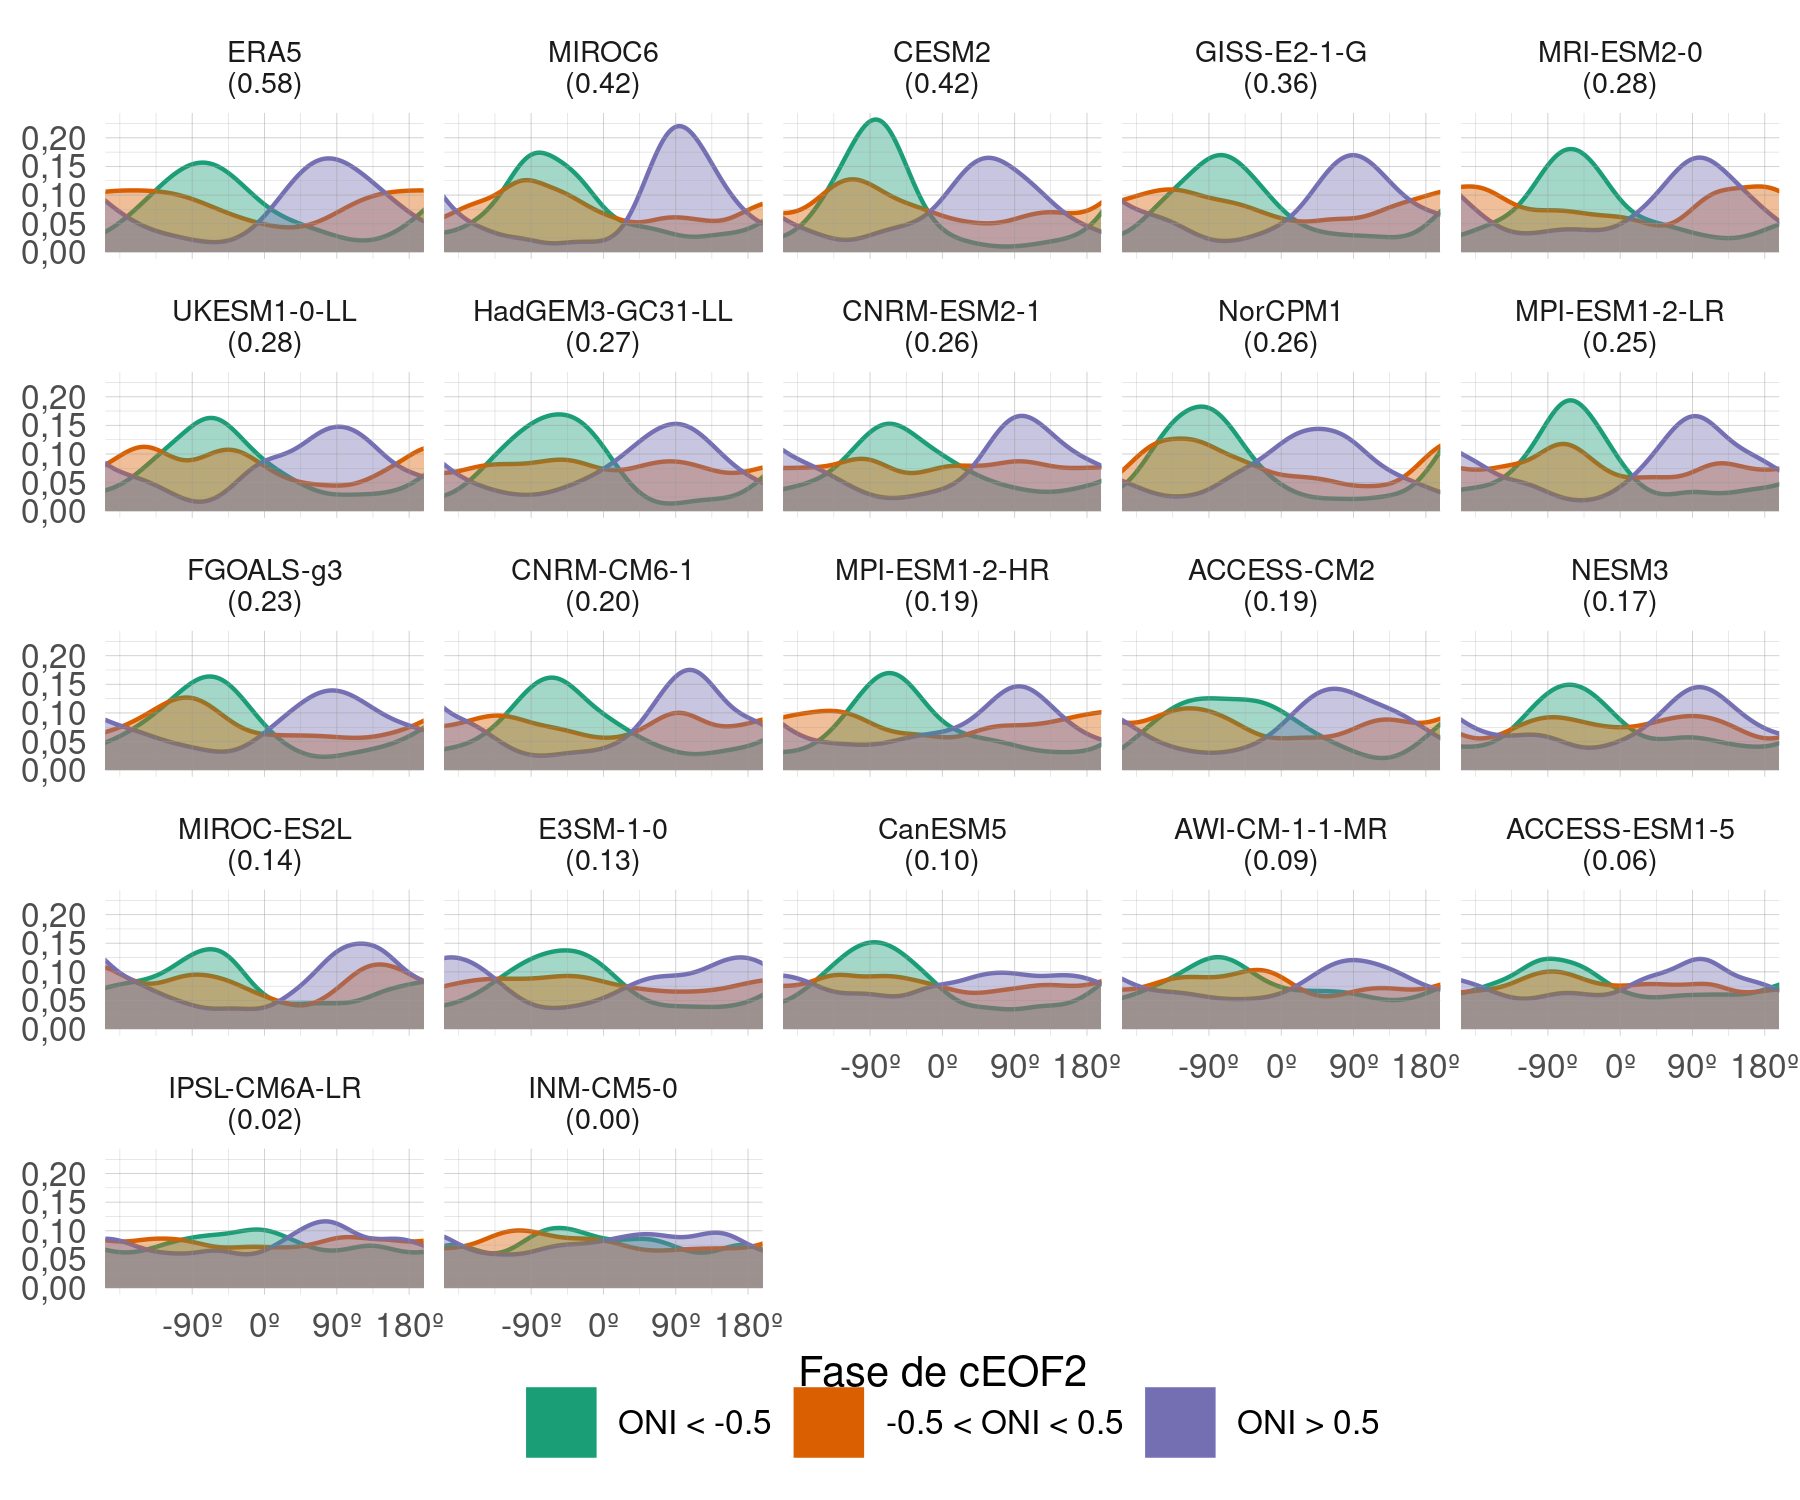 ERA5
(0.58)
MIROC6
(0.42)
CESM2
(0.42)
GISS-E2-1-G
(0.36)
MRI-ESM2-0
(0.28)
0,20
0,15
0,10
0,05
0,00
UKESM1-0-LL
(0.28)
HadGEM3-GC31-LL
(0.27)
CNRM-ESM2-1
(0.26)
NorCPM1
(0.26)
MPI-ESM1-2-LR
(0.25)
0,20
0,15
0,10
0,05
0,00
FGOALS-g3
(0.23)
CNRM-CM6-1
(0.20)
MPI-ESM1-2-HR
(0.19)
ACCESS-CM2
(0.19)
NESM3
(0.17)
0,20
0,15
0,10
0,05
0,00
MIROC-ES2L
(0.14)
E3SM-1-0
(0.13)
CanESM5
(0.10)
AWI-CM-1-1-MR
(0.09)
ACCESS-ESM1-5
(0.06)
0,20
0,15
0,10
0,05
0,00
-90º 0º 90º 180º
-90º 0º 90º 180º
-90º 0º 90º 180º
IPSL-CM6A-LR
(0.02)
INM-CM5-0
(0.00)
0,20
0,15
0,10
0,05
0,00
-90º 0º 90º 180º
-90º 0º 90º 180º
Fase de cEOF2
ONI < -0.5
-0.5 < ONI < 0.5
ONI > 0.5